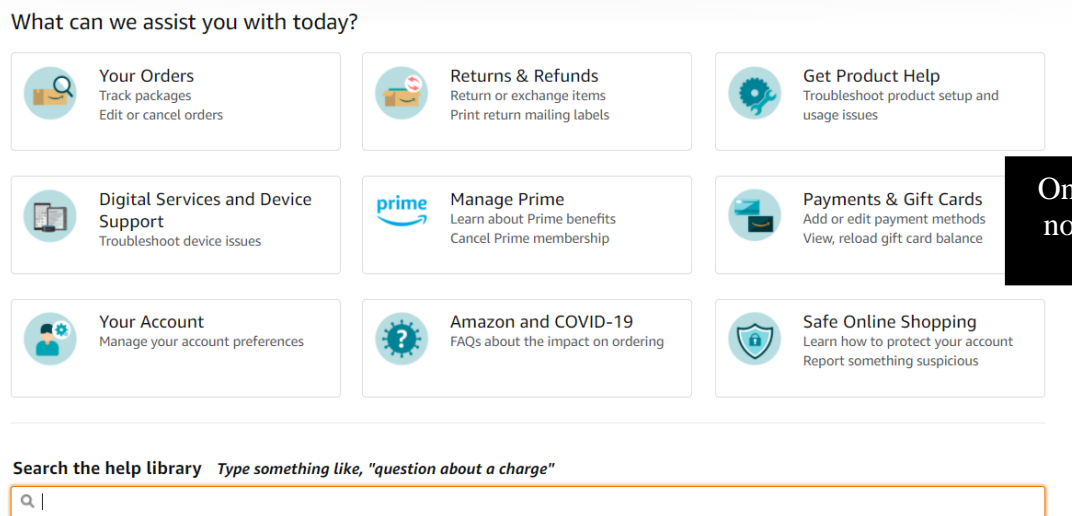 What can we assist you with today?
Your Orders
Track packages
Edit or cancel orders
Returns & Refunds
Return or exchange items
Print return mailing labels
Get Product Help
Troubleshoot product setup and
usage issues
Digital Services and Device
Support
Troubleshoot device issues
prime
Manage Prime
Learn about Prime benefits
Cancel Prime membership
Payments & Gift Cards
Add or edit payment methods
View, reload gift card balance
Your Account
Manage your account preferences
?
Amazon and COVID-19
FAQs about the impact on ordering
Safe Online Shopping
Learn how to protect your account
Report something suspicious
Search the help library Type something like, "question about a charge"